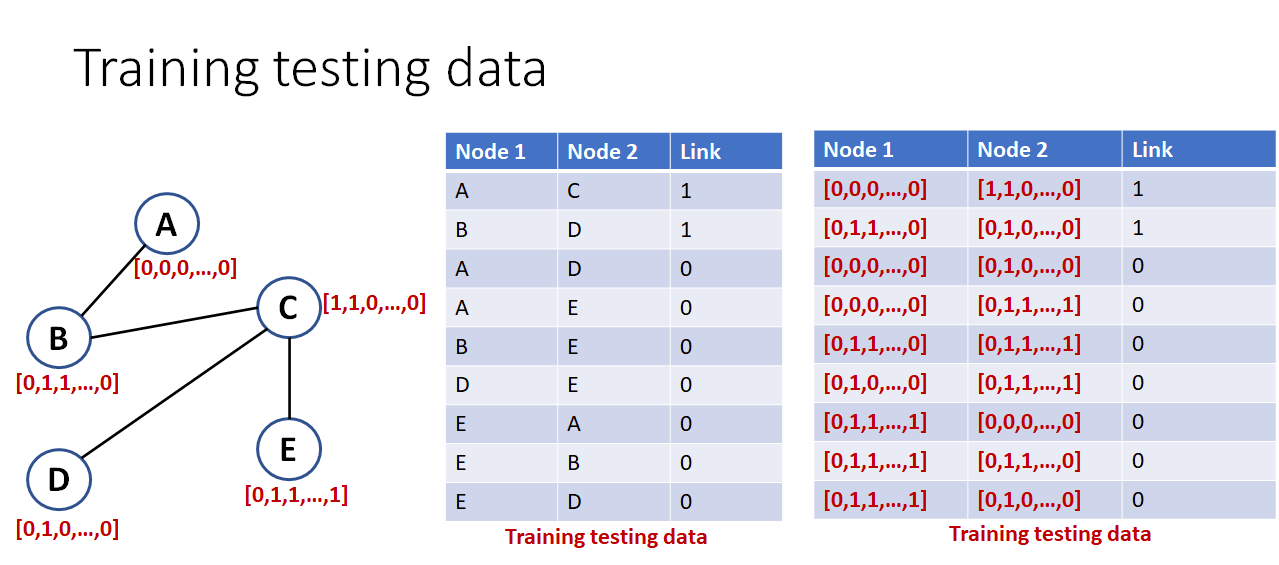 Training testing data
A
[0,0,0,...,0]
C
[1,1,0,...,0]
B
[0,1,1,...,0]
E
[0,1,1,...,1]
D
[0,1,0,...,0]
Node 1 Node 2 Link
A C 1
B D 1
A D 0
A E 0
B E 0
D E 0
E A 0
E B 0
E D 0
Training testing data
Node 1 Node 2 Link
[0,0,0,...,0] [1,1,0,...,0] 1
[0,1,1,...,0] [0,1,0,...,0] 1
[0,0,0,...,0] [0,1,0,...,0] 0
[0,0,0,...,0] [0,1,1,...,1] 0
[0,1,1,...,0] [0,1,1,...,1] 0
[0,1,0,...,0] [0,1,1,...,1] 0
[0,1,1,...,1] [0,0,0,...,0] 0
[0,1,1,...,1] [0,1,1,...,0] 0
[0,1,1,...,1] [0,1,0,...,0] 0
Training testing data